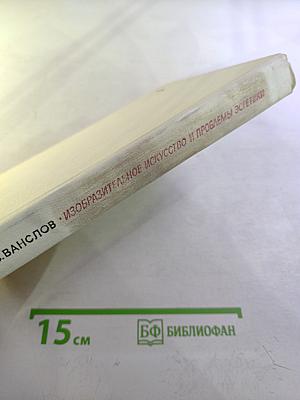 В.ВАНСЛОВ • ИЗОБРАЗИТЕЛЬНОЕ ИСКУССТВО И ПРОБЛЕМЫ ЭСТЕТИКИ
15 см
БФ БИБЛИОФАН